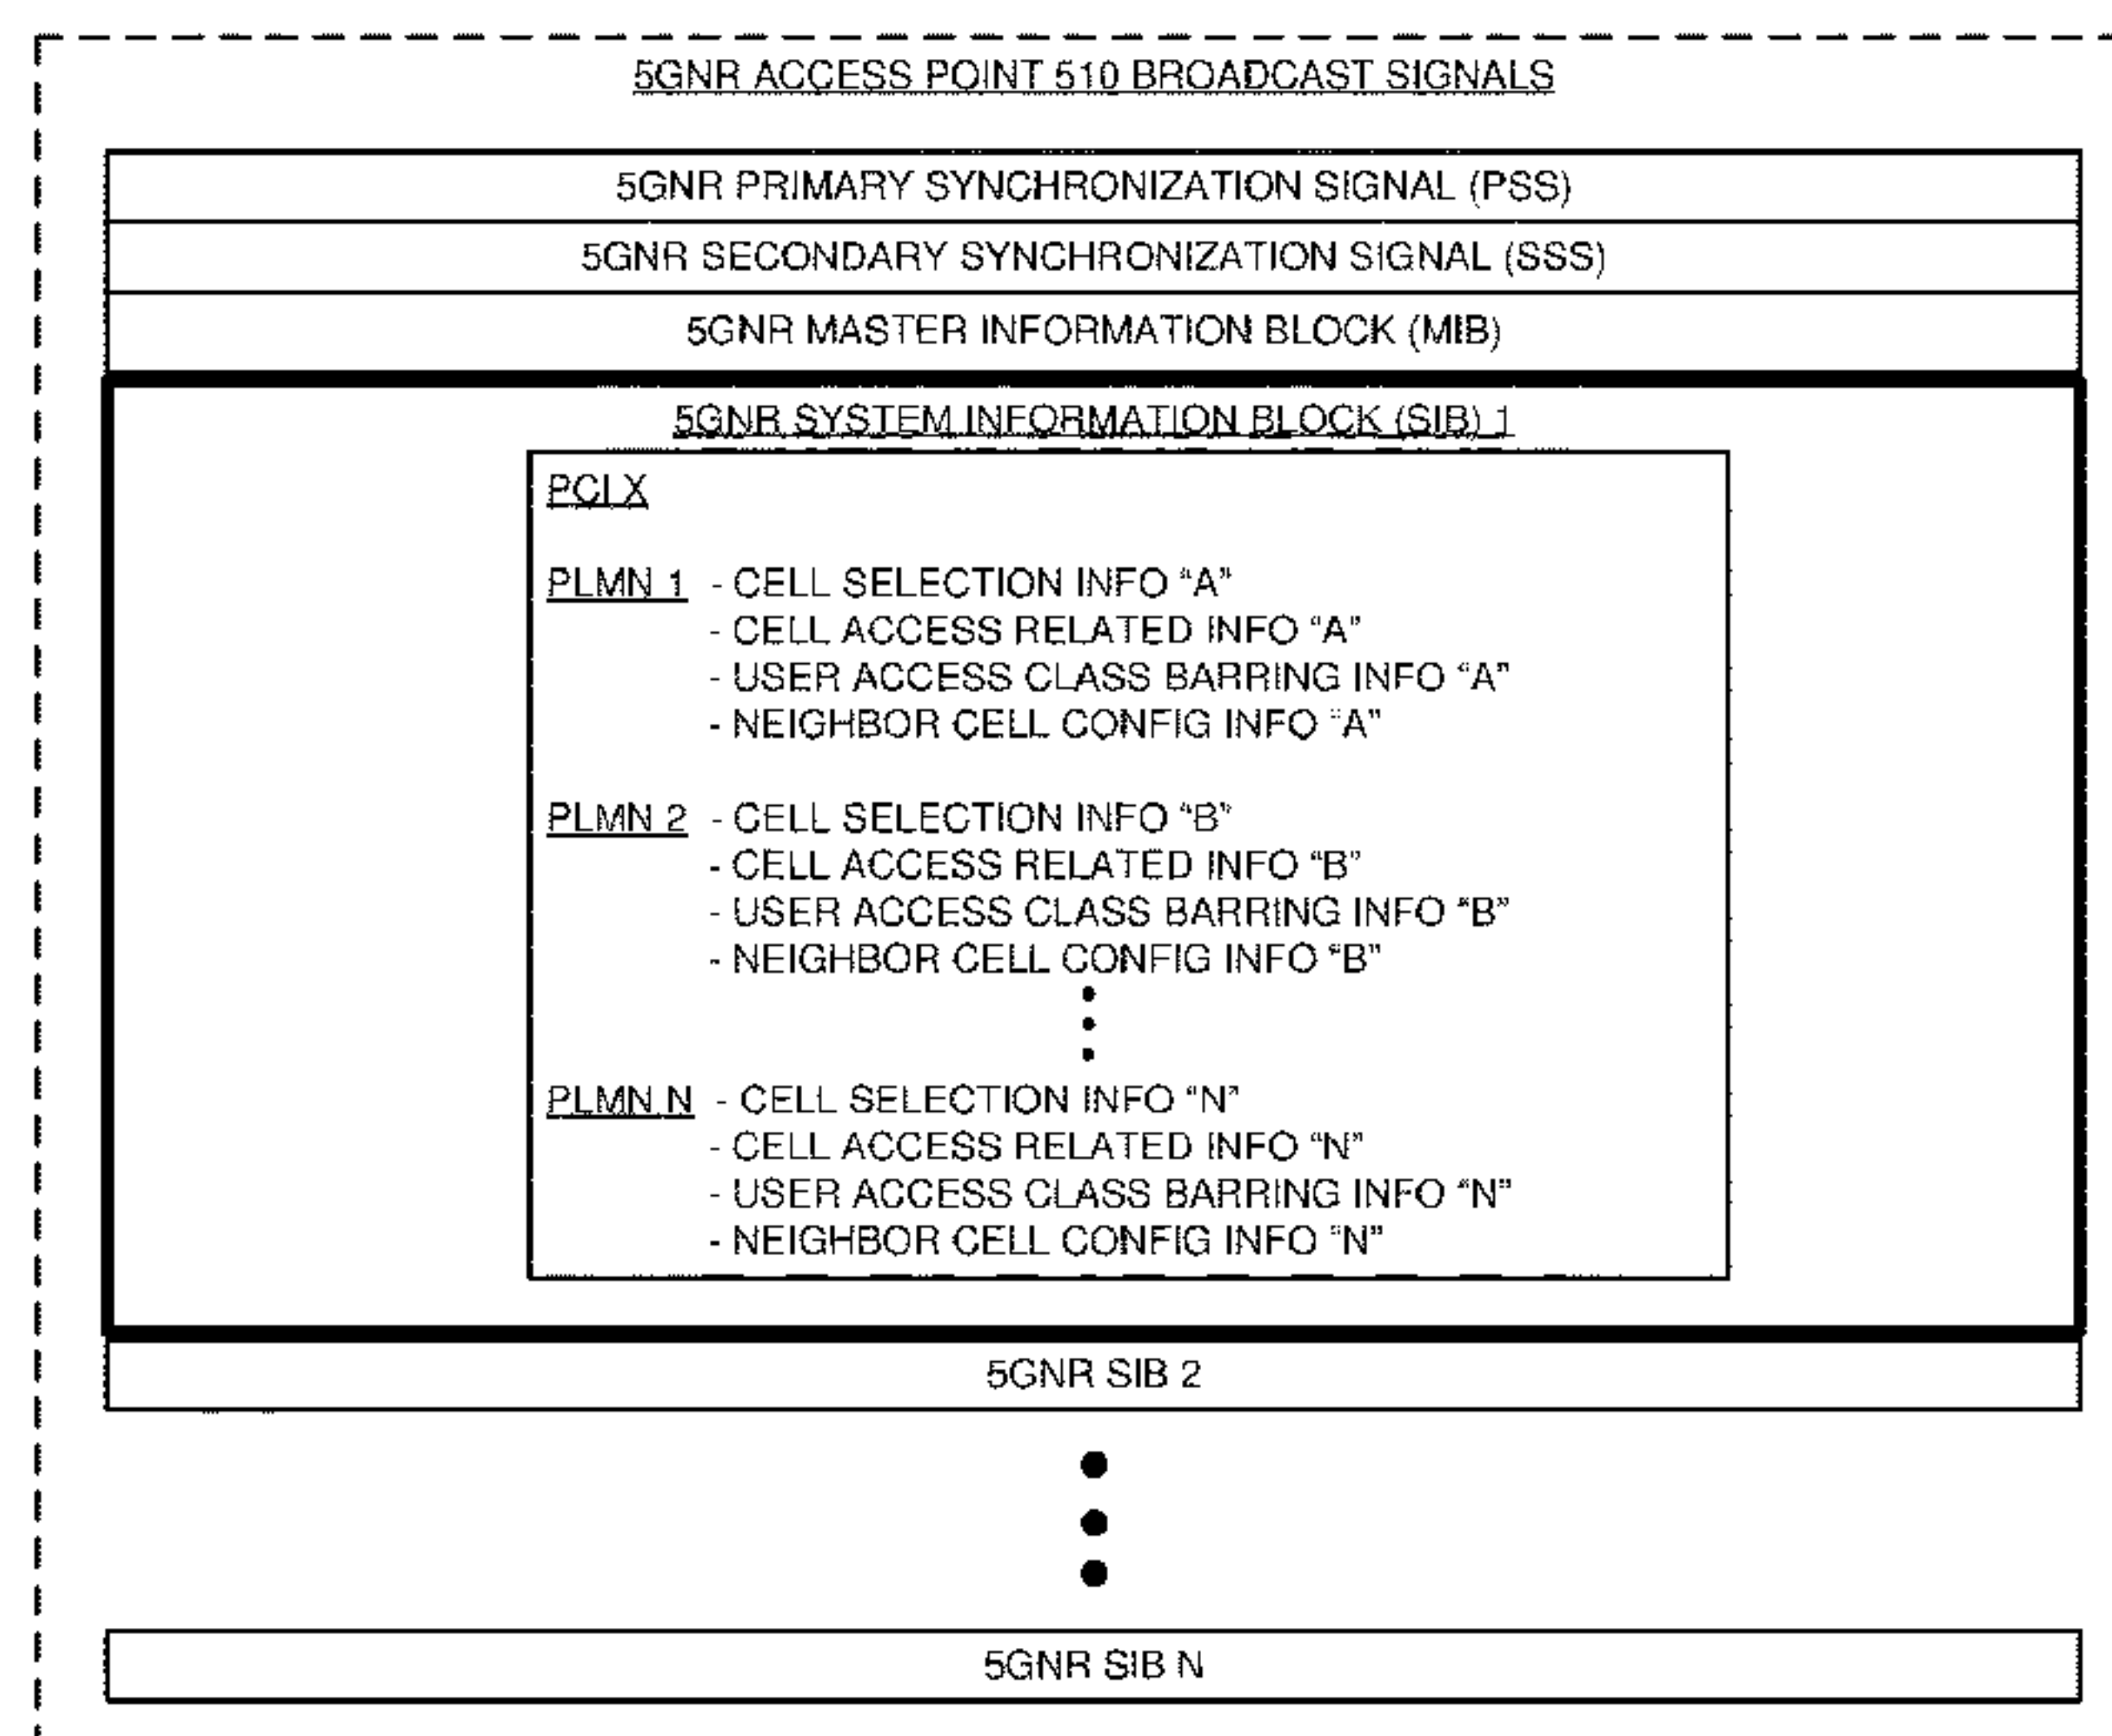 5GNR ACCESS POINT 510 BROADCAST SIGNALS
5GNR PRIMARY SYNCHRONIZATION SIGNAL (PSS)
5GNR SECONDARY SYNCHRONIZATION SIGNAL (SSS)
5GNR MASTER INFORMATION BLOCK (MIB)
5GNR SYSTEM INFORMATION BLOCK (SIB) 1
PCI X
PLMN 1 - CELL SELECTION INFO “A”
- CELL ACCESS RELATED INFO “A”
- USER ACCESS CLASS BARRING INFO “A”
- NEIGHBOR CELL CONFIG INFO “A”
PLMN 2 - CELL SELECTION INFO “B”
- CELL ACCESS RELATED INFO “B”
- USER ACCESS CLASS BARRING INFO “B”
- NEIGHBOR CELL CONFIG INFO “B”
PLMN N - CELL SELECTION INFO “N”
- CELL ACCESS RELATED INFO “N”
- USER ACCESS CLASS BARRING INFO “N”
- NEIGHBOR CELL CONFIG INFO “N”
5GNR SIB 2
5GNR SIB N